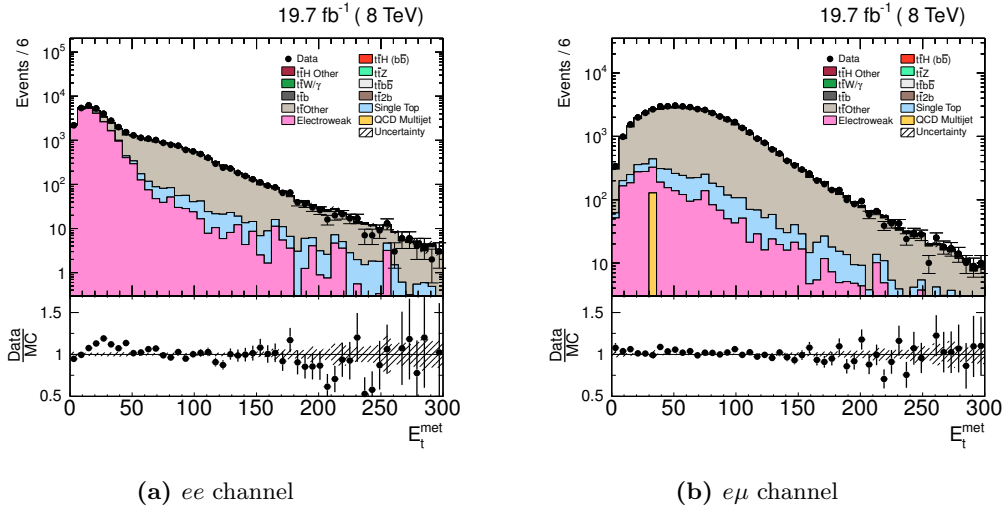 19.7 fb⁻¹ ( 8 TeV)
Events / 6
10⁵
10⁴
10³
10²
10
1
Data
tt̄H (bb̄)
tt̄H Other
tt̄Z
tt̄W/γ
tt̄bb̄
tt̄b
tt̄2b
tt̄Other
Single Top
Electroweak
QCD Multijet
Uncertainty
Data
MC
1.5
1
0.5
0 50 100 150 200 250 300
E_t^met
(a) ee channel
19.7 fb⁻¹ ( 8 TeV)
Events / 6
10⁴
10³
10²
10
Data
tt̄H (bb̄)
tt̄H Other
tt̄Z
tt̄W/γ
tt̄bb̄
tt̄b
tt̄2b
tt̄Other
Single Top
Electroweak
QCD Multijet
Uncertainty
Data
MC
1.5
1
0.5
0 50 100 150 200 250 300
E_t^met
(b) eμ channel